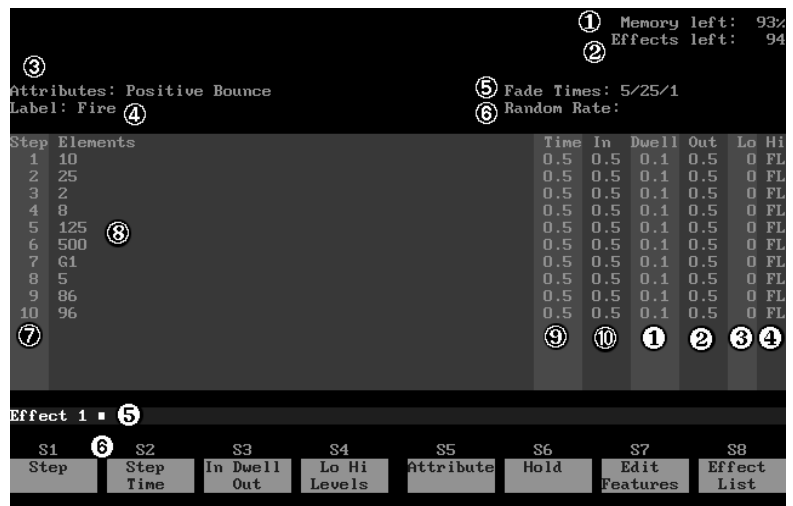 ① Memory left: 93%
② Effects left: 94
③
Attributes: Positive Bounce ⑤ Fade Times: 5/25/1
Label: Fire ④ ⑥ Random Rate:
Step Elements Time In Dwell Out Lo Hi
1 10 0.5 0.5 0.1 0.5 0 FL
2 25 0.5 0.5 0.1 0.5 0 FL
3 2 0.5 0.5 0.1 0.5 0 FL
4 8 0.5 0.5 0.1 0.5 0 FL
5 125 ⑧ 0.5 0.5 0.1 0.5 0 FL
6 500 0.5 0.5 0.1 0.5 0 FL
7 G1 0.5 0.5 0.1 0.5 0 FL
8 5 0.5 0.5 0.1 0.5 0 FL
9 86 0.5 0.5 0.1 0.5 0 FL
10 96 0.5 0.5 0.1 0.5 0 FL
⑦ ⑨ ⑩ ❶ ❷ ❸ ❹
Effect 1 ❺
S1 ❻ S2 S3 S4 S5 S6 S7 S8
Step Step In Dwell Lo Hi Attribute Hold Edit Effect
Time Out Levels Features List